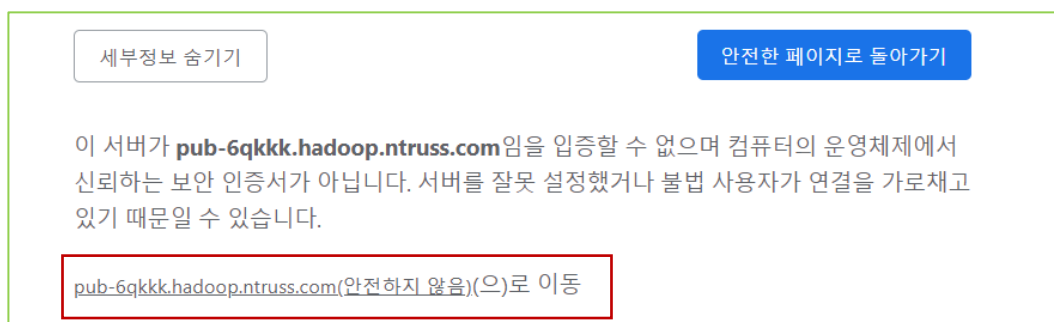 세부정보 숨기기
안전한 페이지로 돌아가기
이 서버가 pub-6qkkk.hadoop.ntruss.com임을 입증할 수 없으며 컴퓨터의 운영체제에서
신뢰하는 보안 인증서가 아닙니다. 서버를 잘못 설정했거나 불법 사용자가 연결을 가로채고
있기 때문일 수 있습니다.
pub-6qkkk.hadoop.ntruss.com(안전하지 않음)(으)로 이동